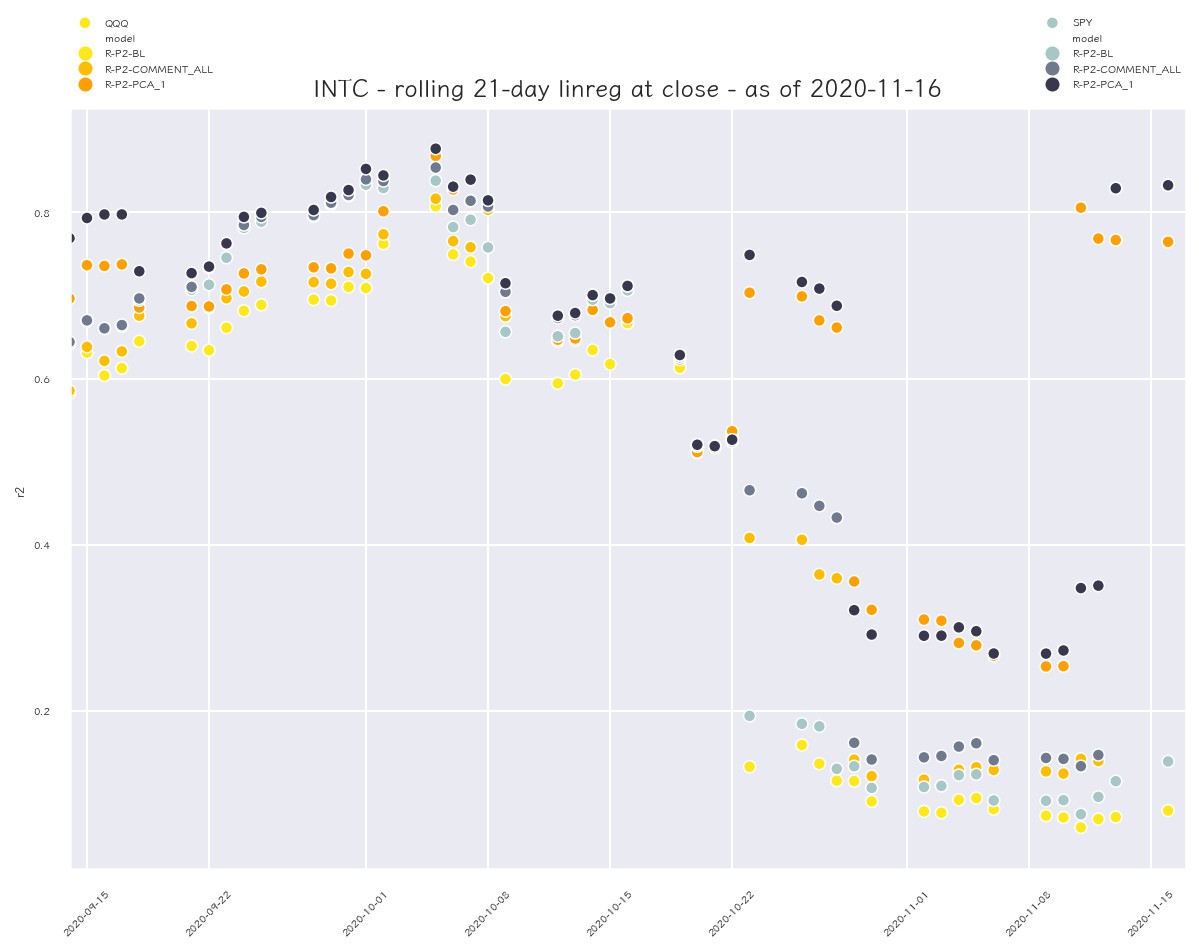 QQQ
model
R-P2-BL
R-P2-COMMENT_ALL
R-P2-PCA_1
SPY
model
R-P2-BL
R-P2-COMMENT_ALL
R-P2-PCA_1
INTC - rolling 21-day linreg at close - as of 2020-11-16
0.8
0.6
r2
0.4
0.2
2020-09-15
2020-09-22
2020-10-01
2020-10-08
2020-10-15
2020-10-22
2020-11-01
2020-11-08
2020-11-15